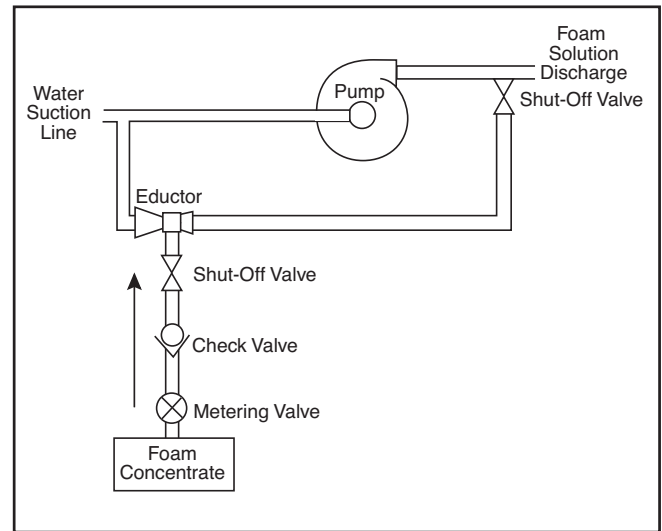 Foam
Solution
Discharge
Water
Suction
Line
Pump
Shut-Off Valve
Eductor
Shut-Off Valve
Check Valve
Metering Valve
Foam
Concentrate